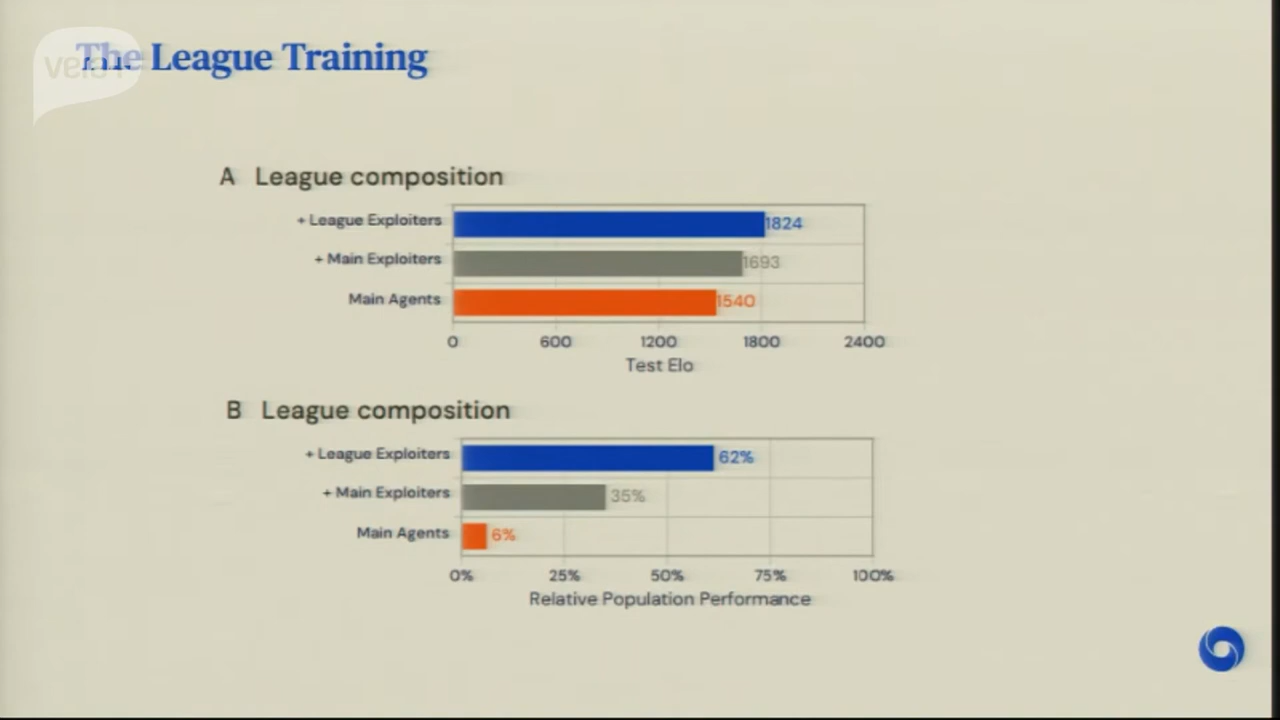 The League Training
A League composition
+ League Exploiters 1824
+ Main Exploiters 1693
Main Agents 1540
0 600 1200 1800 2400
Test Elo
B League composition
+ League Exploiters 62%
+ Main Exploiters 35%
Main Agents 6%
0% 25% 50% 75% 100%
Relative Population Performance